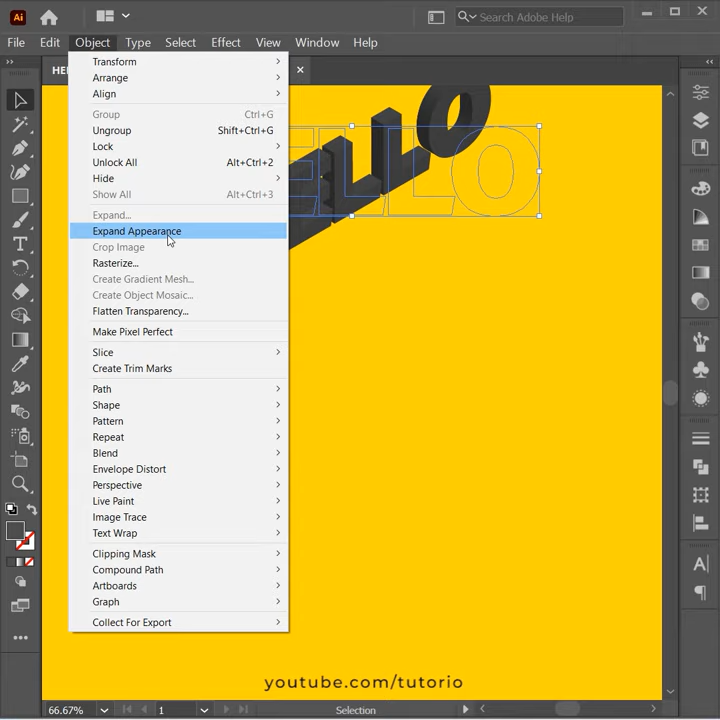 Ai
Search Adobe Help
File Edit Object Type Select Effect View Window Help
Transform
Arrange
Align
Group Ctrl+G
Ungroup Shift+Ctrl+G
Lock
Unlock All Alt+Ctrl+2
Hide
Show All Alt+Ctrl+3
Expand...
Expand Appearance
Crop Image
Rasterize...
Create Gradient Mesh...
Create Object Mosaic...
Flatten Transparency...
Make Pixel Perfect
Slice
Create Trim Marks
Path
Shape
Pattern
Repeat
Blend
Envelope Distort
Perspective
Live Paint
Image Trace
Text Wrap
Clipping Mask
Compound Path
Artboards
Graph
Collect For Export
ELLO
youtube.com/tutorio
66.67% 1 Selection